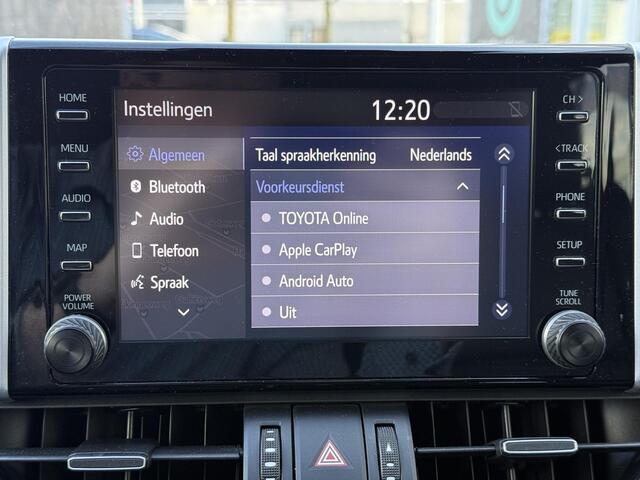 Instellingen 12:20
HOME
MENU
AUDIO
MAP
POWER
VOLUME
Algemeen
Bluetooth
Audio
Telefoon
Spraak
Taal spraakherkenning Nederlands
Voorkeursdienst
TOYOTA Online
Apple CarPlay
Android Auto
Uit
CH >
< TRACK
PHONE
SETUP
TUNE
SCROLL